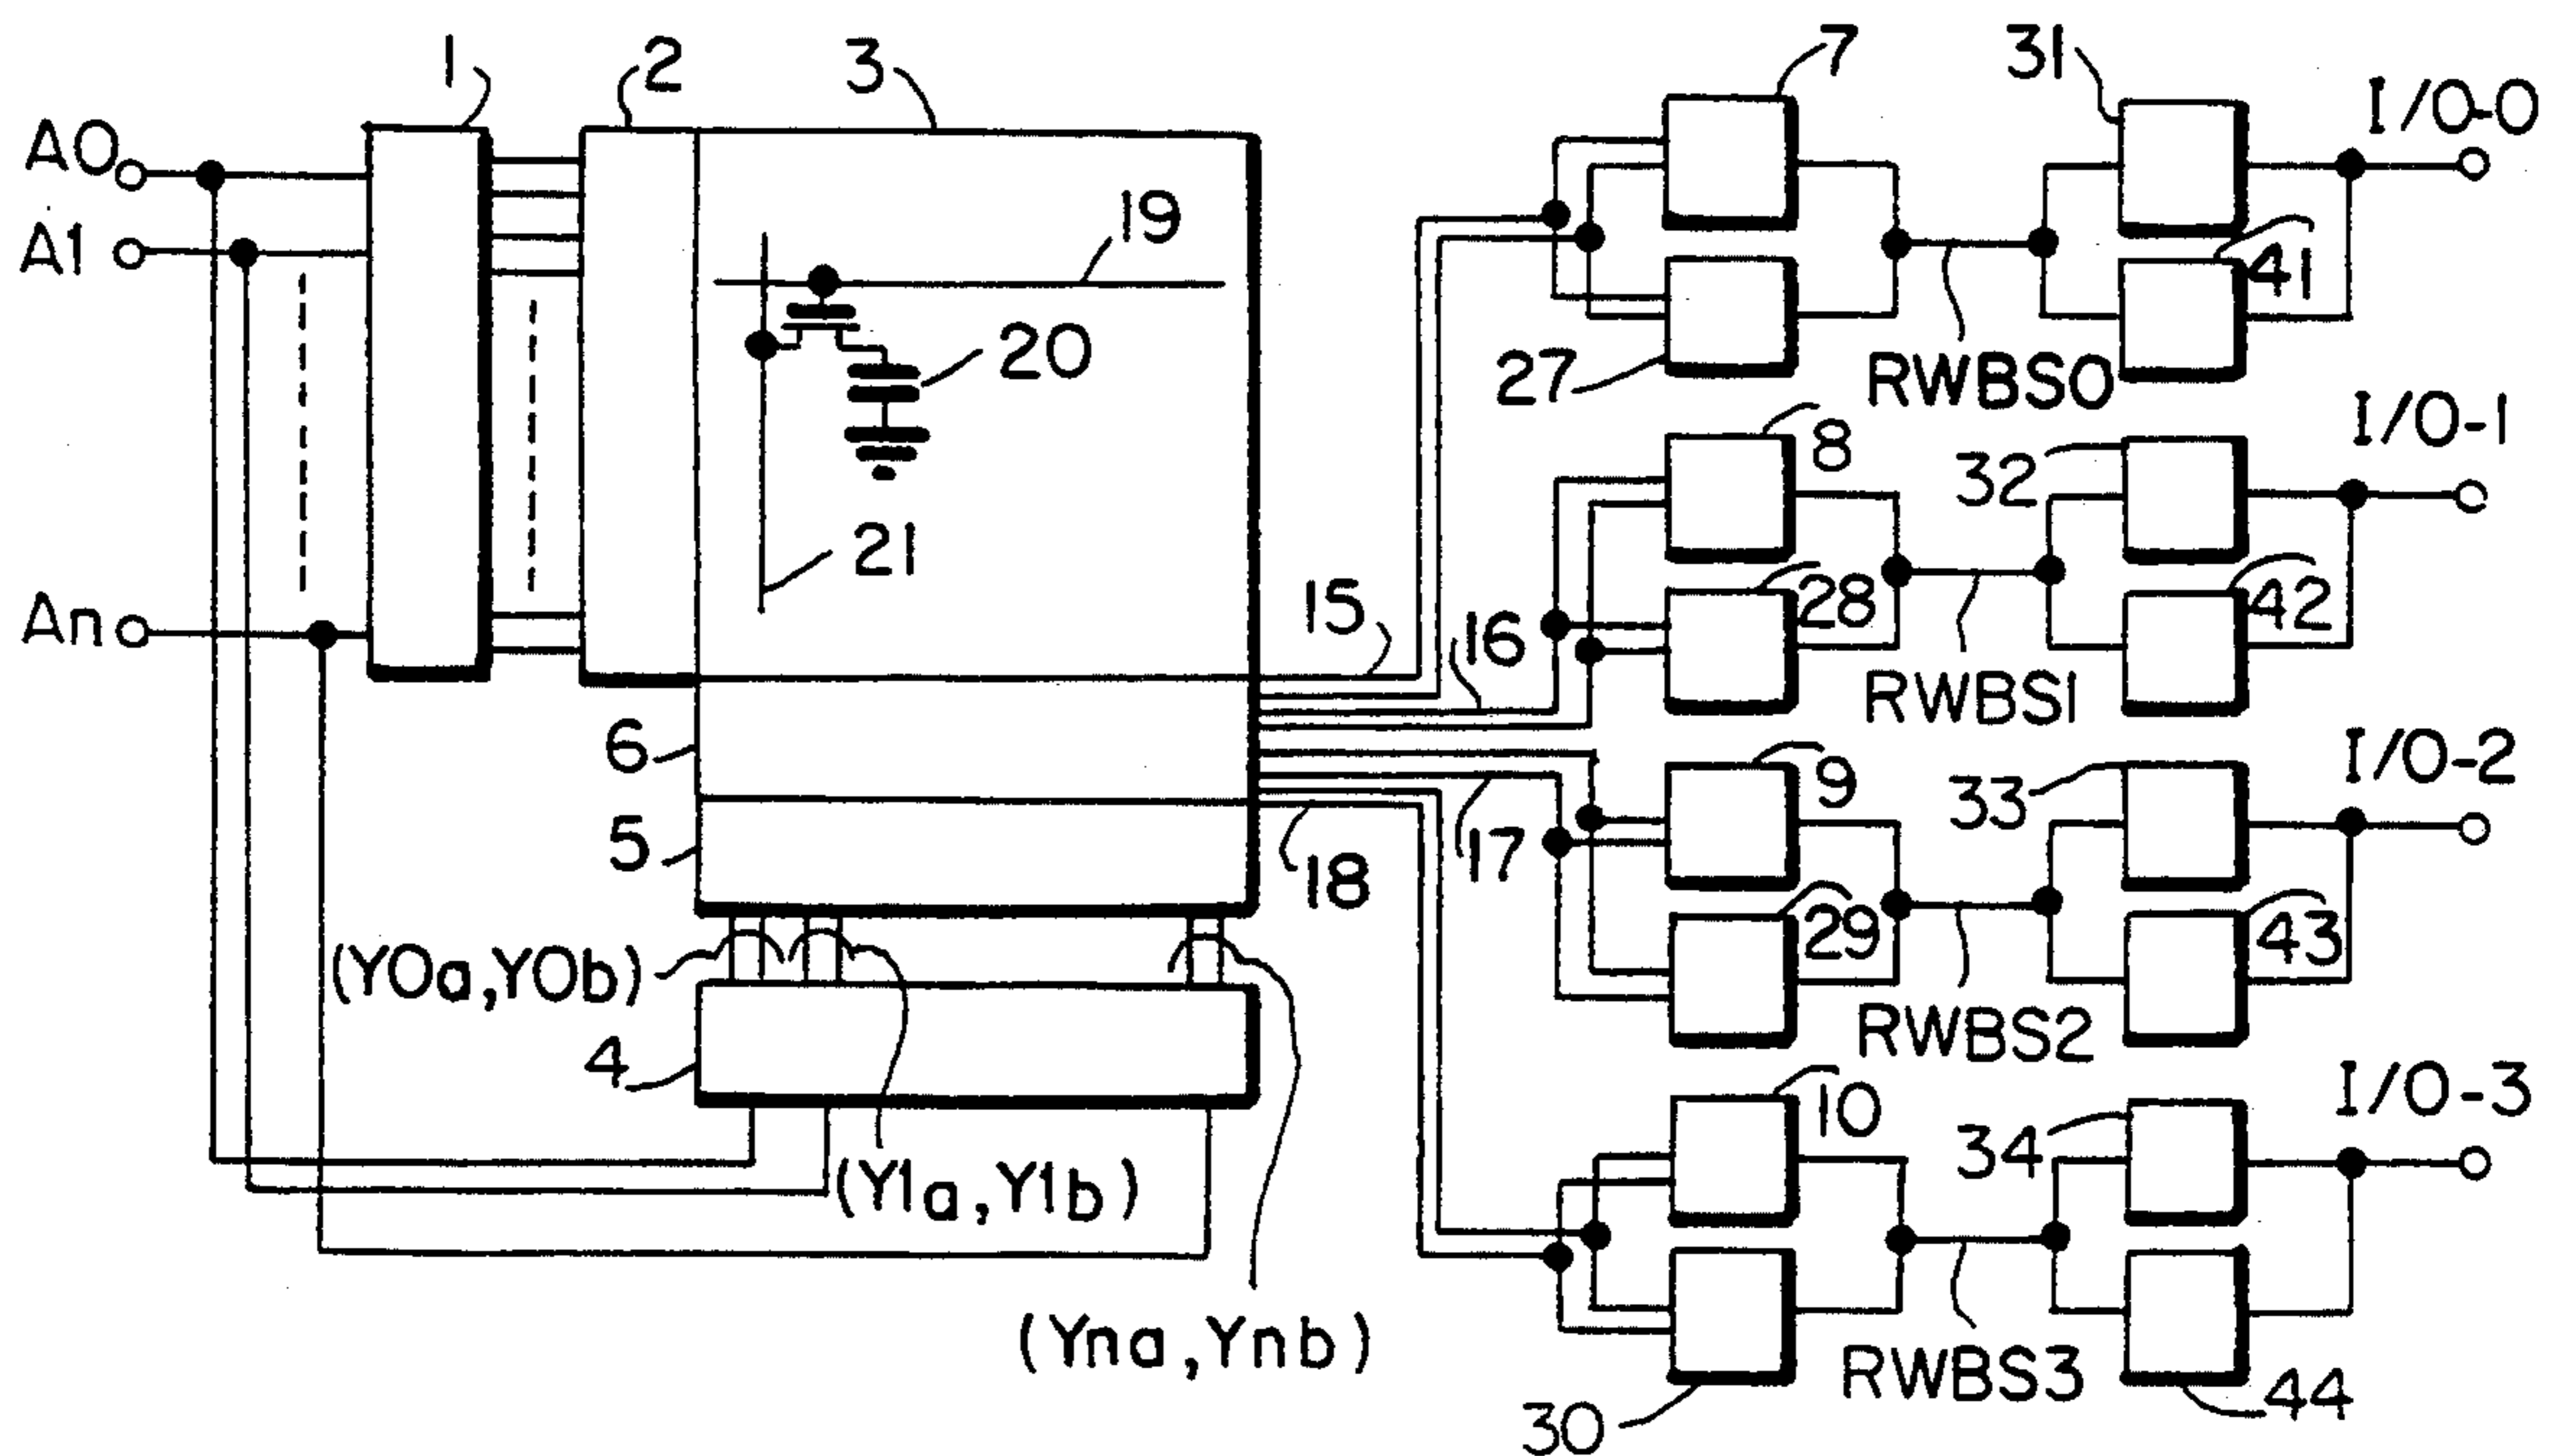 1
2
3
7
31
I/O-0
A0
19
A1
41
20
27
RWBS0
I/O-1
8
32
21
15
28
42
An
16
RWBS1
6
I/O-2
9
33
5
17
18
29
43
(Y0a,Y0b)
RWBS2
4
10
I/O-3
34
(Y1a,Y1b)
(Yna,Ynb)
RWBS3
30
44